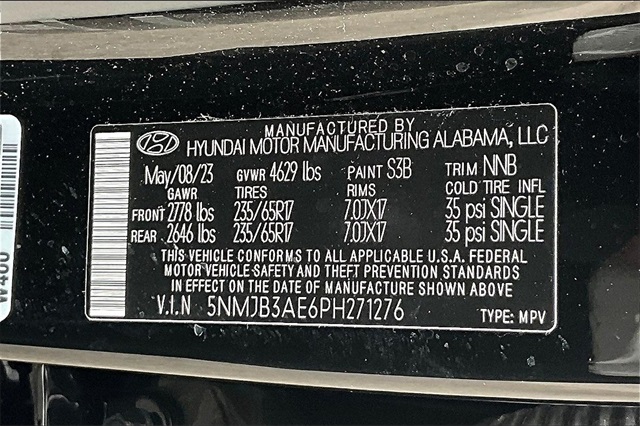 MANUFACTURED BY
HYUNDAI MOTOR MANUFACTURING ALABAMA, LLC
May/08/23 GVWR 4629 lbs PAINT S3B TRIM NNB
GAWR TIRES RIMS COLD TIRE INFL
FRONT 2778 lbs 235/65R17 7.0JX17 35 psi SINGLE
REAR 2646 lbs 235/65R17 7.0JX17 35 psi SINGLE
THIS VEHICLE CONFORMS TO ALL APPLICABLE U.S.A. FEDERAL
MOTOR VEHICLE SAFETY AND THEFT PREVENTION STANDARDS
IN EFFECT ON THE DATE OF MANUFACTURE SHOWN ABOVE
V.I.N 5NMJB3AE6PH271276 TYPE: MPV
W400